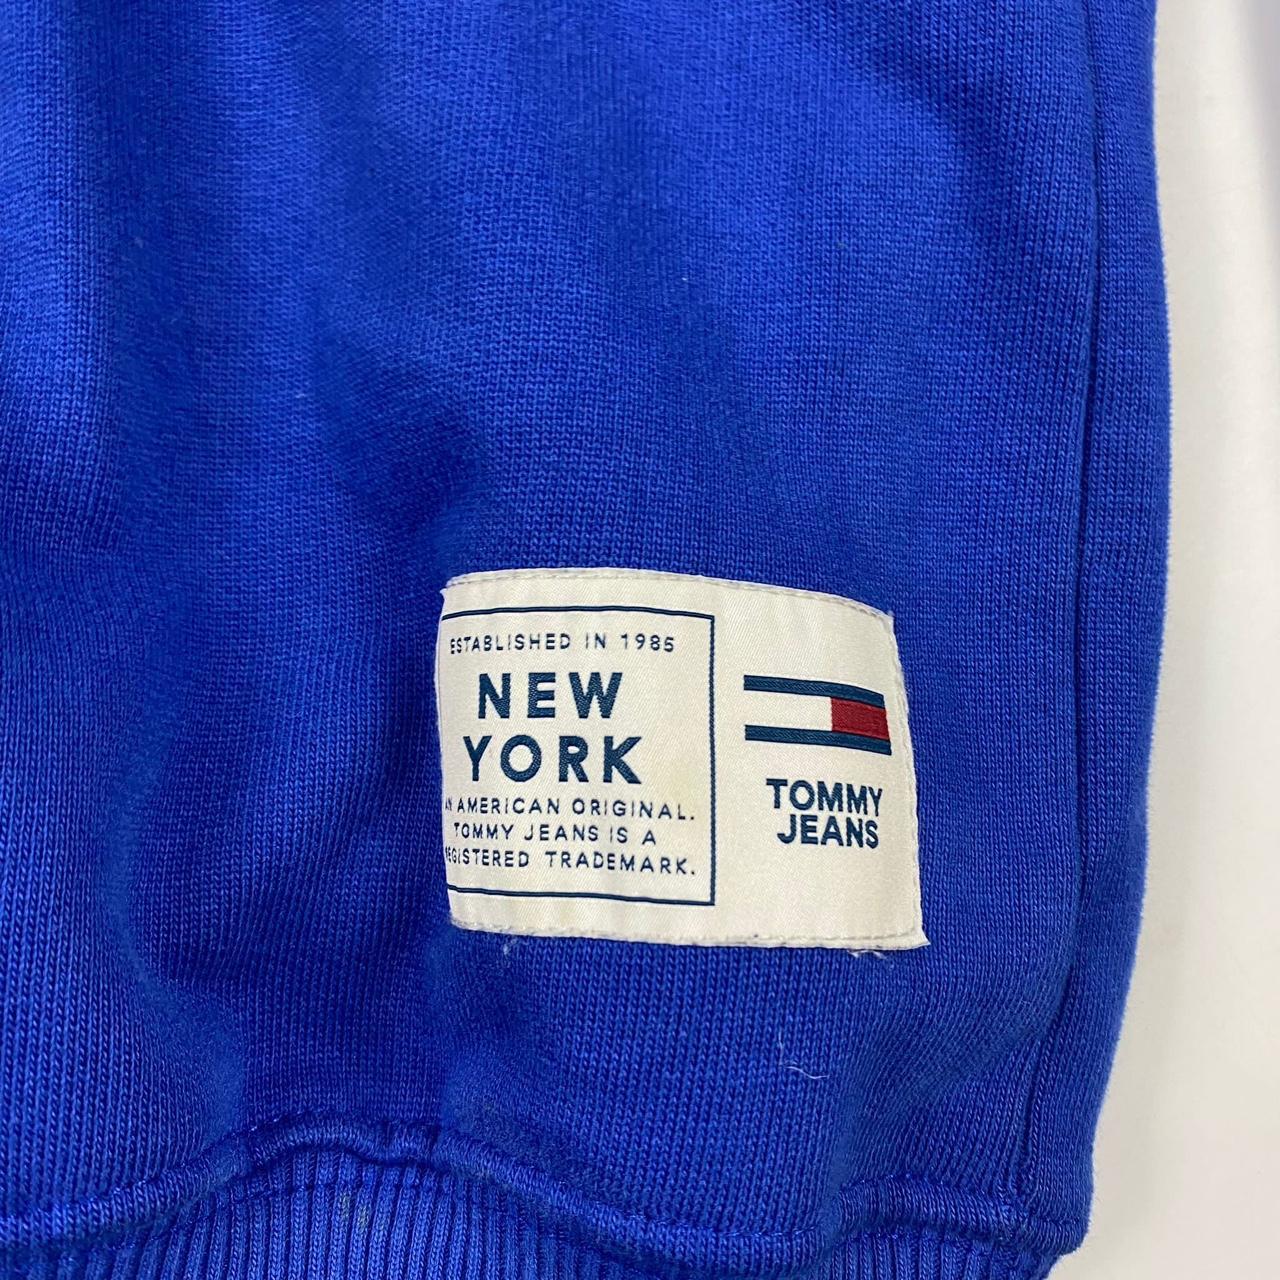 ESTABLISHED IN 1985
NEW
YORK
AN AMERICAN ORIGINAL.
TOMMY JEANS IS A
REGISTERED TRADEMARK.
TOMMY
JEANS